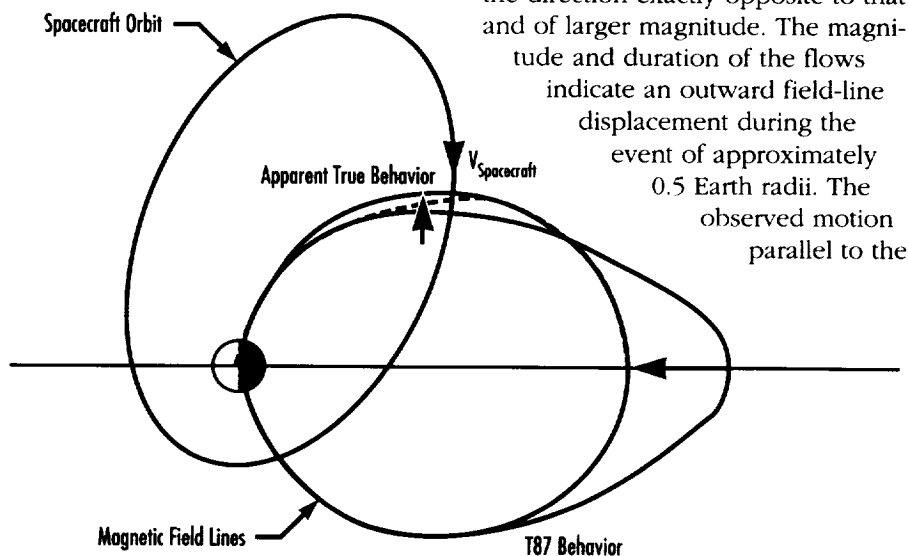 the direction exactly opposite to that
and of larger magnitude. The magni-
tude and duration of the flows
indicate an outward field-line
displacement during the
event of approximately
0.5 Earth radii. The
observed motion
parallel to the
Spacecraft Orbit
V Spacecraft
Apparent True Behavior
Magnetic Field Lines
T87 Behavior